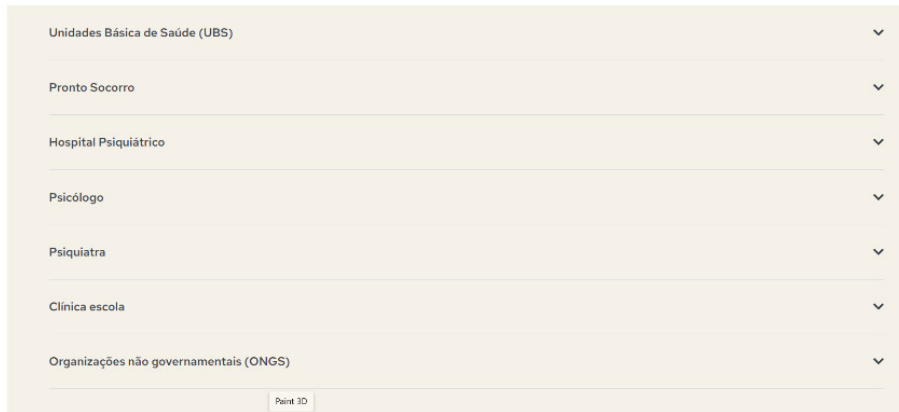 Unidades Básica de Saúde (UBS)
Pronto Socorro
Hospital Psiquiátrico
Psicólogo
Psiquiatra
Clínica escola
Organizações não governamentais (ONGS)
Paint 3D